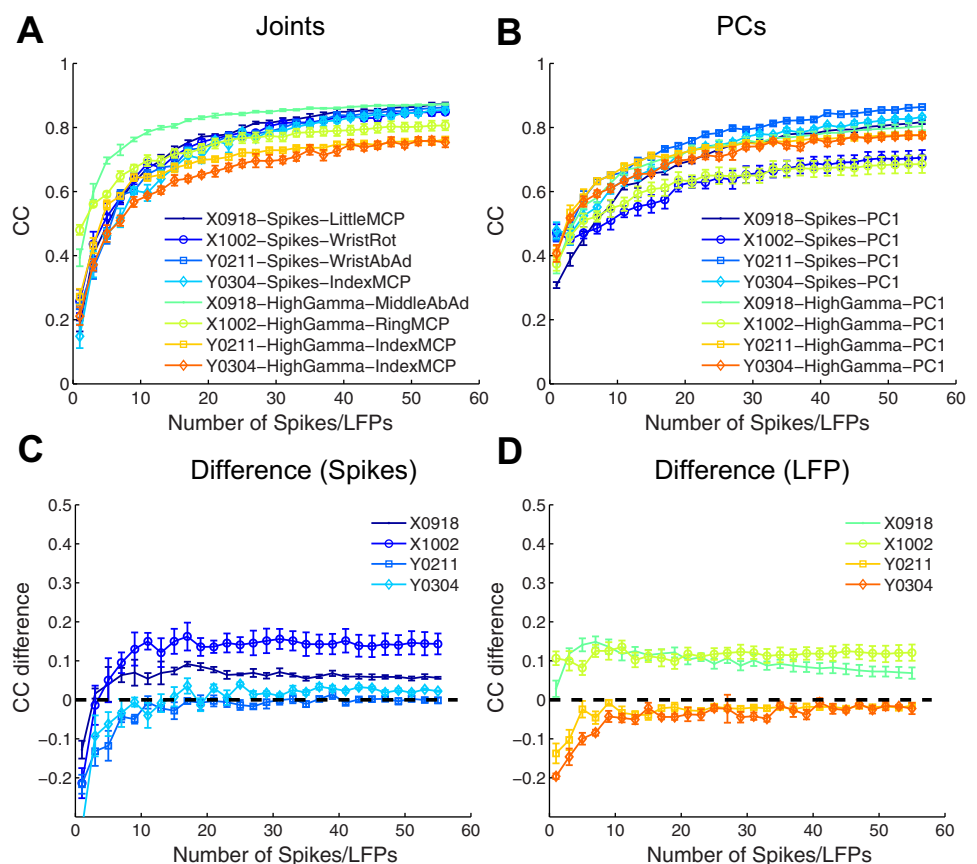 A
Joints
CC
1
0.8
0.6
0.4
0.2
0
0
10
20
30
40
50
60
X0918−Spikes−LittleMCP
X1002−Spikes−WristRot
Y0211−Spikes−WristAbAd
Y0304−Spikes−IndexMCP
X0918−HighGamma−MiddleAbAd
X1002−HighGamma−RingMCP
Y0211−HighGamma−IndexMCP
Y0304−HighGamma−IndexMCP
Number of Spikes/LFPs
B
PCs
CC
1
0.8
0.6
0.4
0.2
0
0
10
20
30
40
50
60
X0918−Spikes−PC1
X1002−Spikes−PC1
Y0211−Spikes−PC1
Y0304−Spikes−PC1
X0918−HighGamma−PC1
X1002−HighGamma−PC1
Y0211−HighGamma−PC1
Y0304−HighGamma−PC1
Number of Spikes/LFPs
C
Difference (Spikes)
CC difference
0.5
0.4
0.3
0.2
0.1
0
−0.1
−0.2
0
10
20
30
40
50
60
X0918
X1002
Y0211
Y0304
Number of Spikes/LFPs
D
Difference (LFP)
CC difference
0.5
0.4
0.3
0.2
0.1
0
−0.1
−0.2
0
10
20
30
40
50
60
X0918
X1002
Y0211
Y0304
Number of Spikes/LFPs